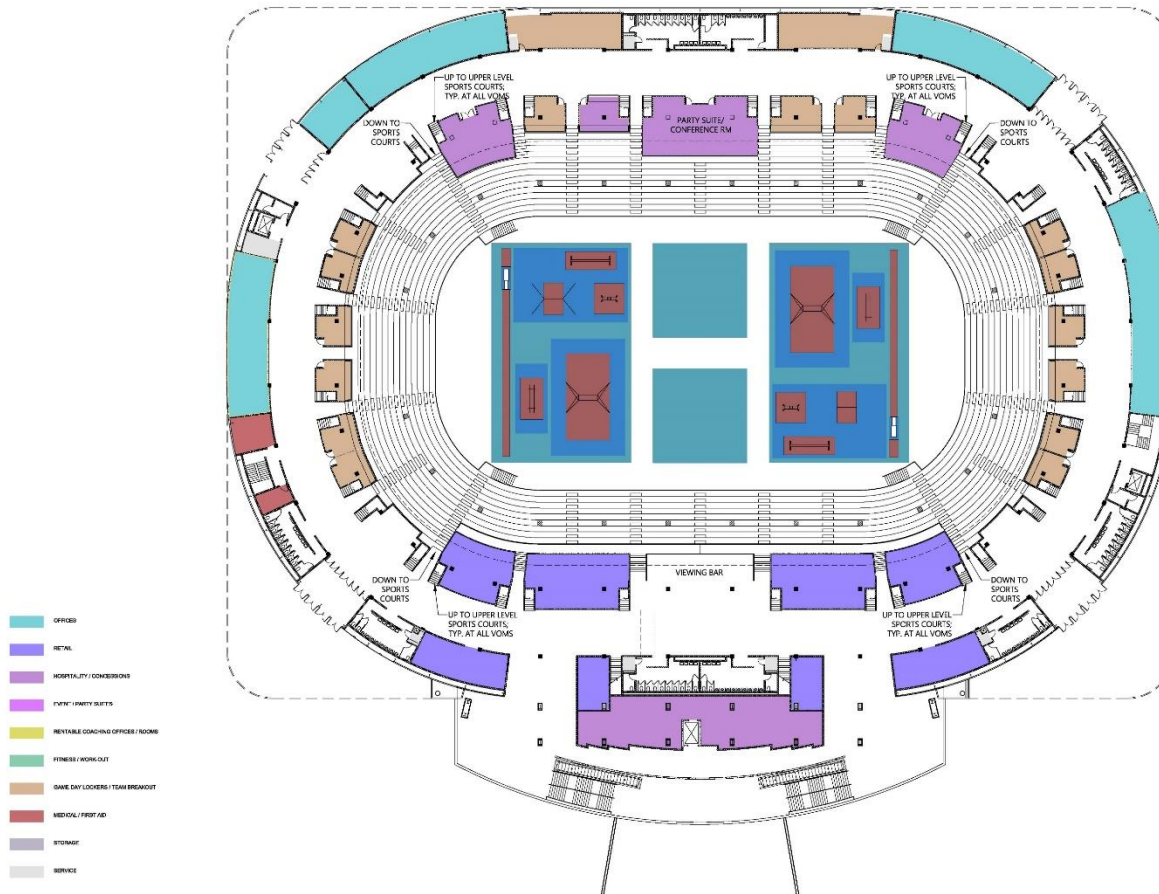 UP TO UPPER LEVEL
SPORTS COURTS;
TYP. AT ALL VOMS
UP TO UPPER LEVEL
SPORTS COURTS;
TYP. AT ALL VOMS
DOWN TO
SPORTS
COURTS
PARTY SUITE/
CONFERENCE RM
DOWN TO
SPORTS
COURTS
VIEWING BAR
DOWN TO
SPORTS
COURTS
DOWN TO
SPORTS
COURTS
UP TO UPPER LEVEL
SPORTS COURTS;
TYP. AT ALL VOMS
UP TO UPPER LEVEL
SPORTS COURTS;
TYP. AT ALL VOMS
OFFICES
RETAIL
HOSPITALITY / CONCESSIONS
EVENT / PARTY SUITES
RENTABLE COACHING OFFICES / ROOMS
FITNESS / WORK-OUT
GAME DAY LOCKERS / TEAM BREAKOUT
MEDICAL / FIRST AID
STORAGE
SERVICE